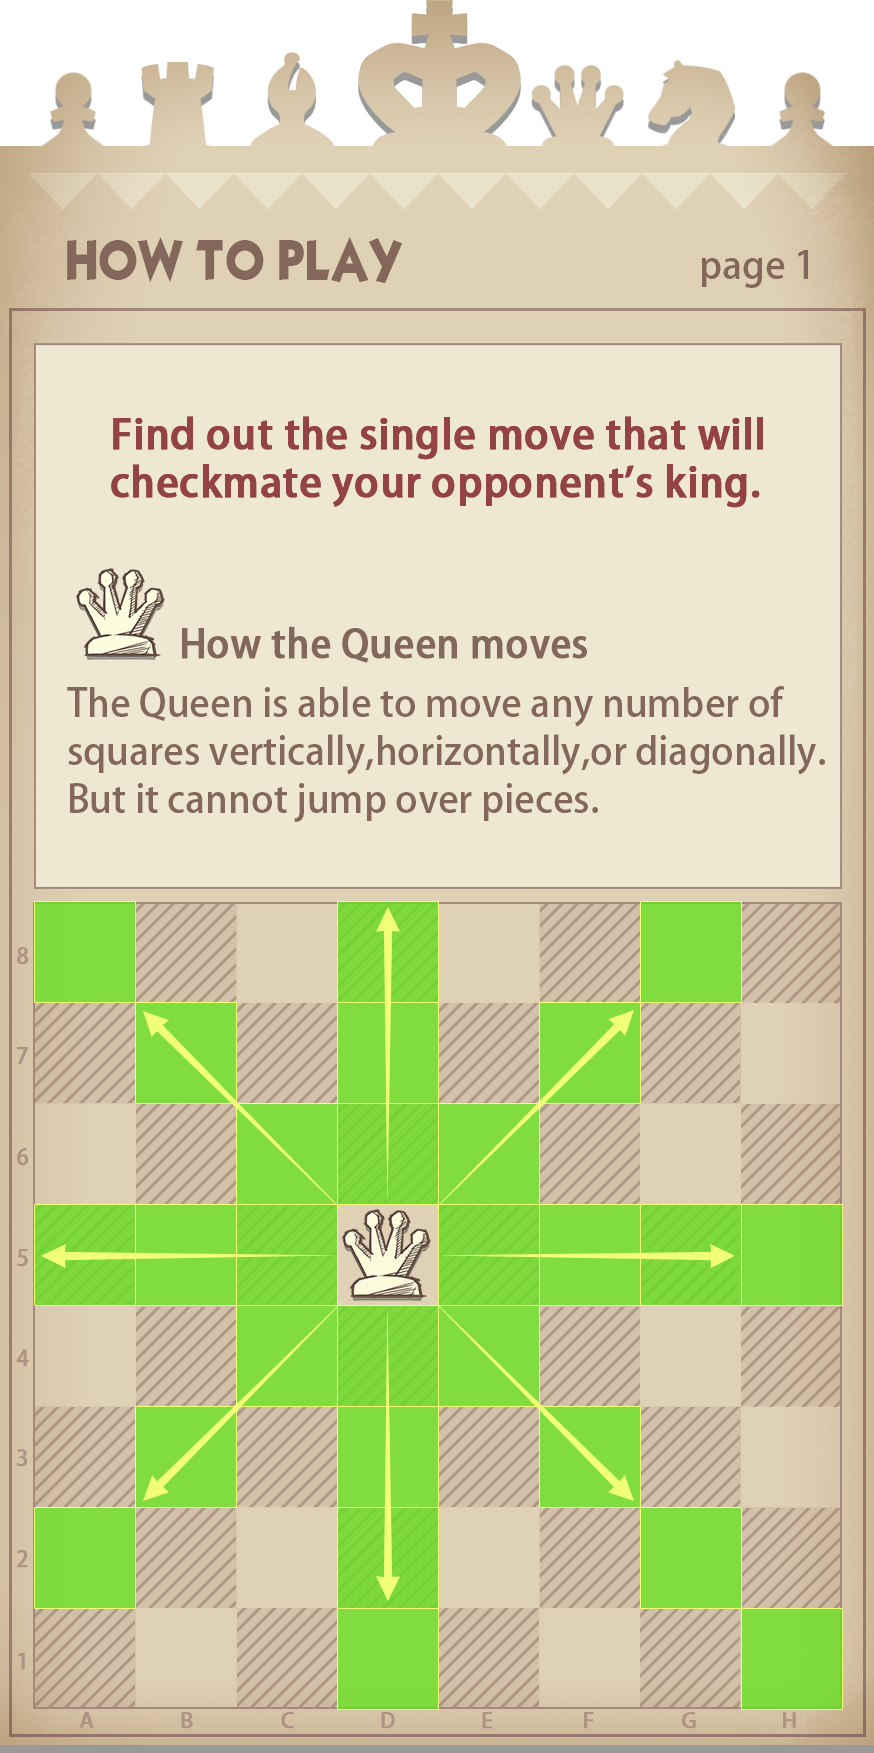 HOW TO PLAY
page 1
Find out the single move that will
checkmate your opponent’s king.
How the Queen moves
The Queen is able to move any number of
squares vertically,horizontally,or diagonally.
But it cannot jump over pieces.
8
7
6
5
4
3
2
1
A B C D E F G H